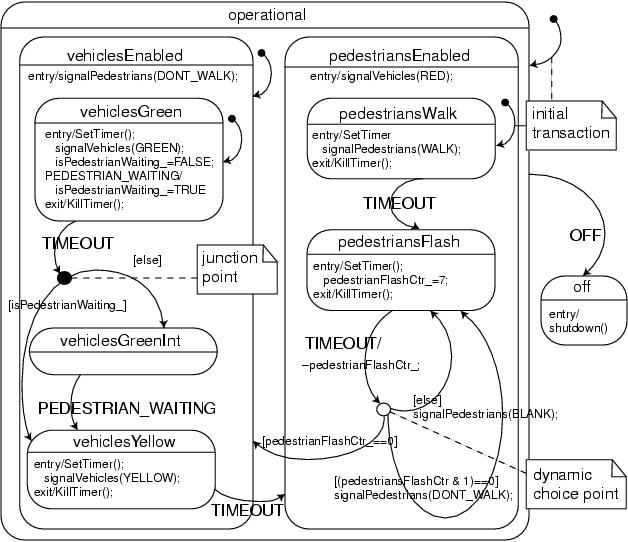 operational
vehiclesEnabled
entry/signalPedestrians(DONT_WALK);
vehiclesGreen
entry/SetTimer();
signalVehicles(GREEN);
isPedestrianWaiting_=FALSE;
PEDESTRIAN_WAITING/
isPedestrianWaiting_=TRUE
exit/KillTimer();
TIMEOUT
[else]
junction
point
[isPedestrianWaiting_]
vehiclesGreenInt
PEDESTRIAN_WAITING
vehiclesYellow
entry/SetTimer();
signalVehicles(YELLOW);
exit/KillTimer();
TIMEOUT
pedestriansEnabled
entry/signalVehicles(RED);
pedestriansWalk
entry/SetTimer
signalPedestrians(WALK);
exit/KillTimer();
TIMEOUT
pedestriansFlash
entry/SetTimer();
pedestrianFlashCtr_=7;
exit/KillTimer();
TIMEOUT/
–pedestrianFlashCtr_;
[else]
signalPedestrians(BLANK);
[pedestrianFlashCtr_==0]
[(pedestriansFlashCtr & 1)==0]
signalPedestrians(DONT_WALK);
initial
transaction
OFF
off
entry/
shutdown()
dynamic
choice point